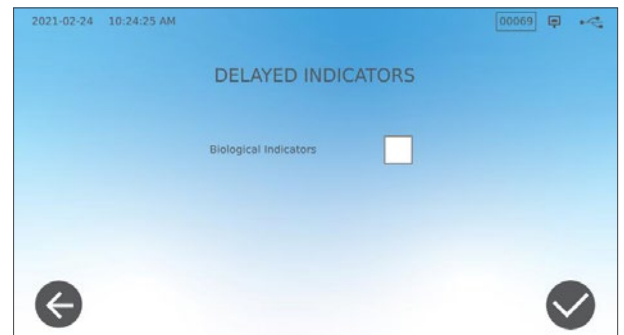 2021-02-24 10:24:25 AM 00069
DELAYED INDICATORS
Biological Indicators